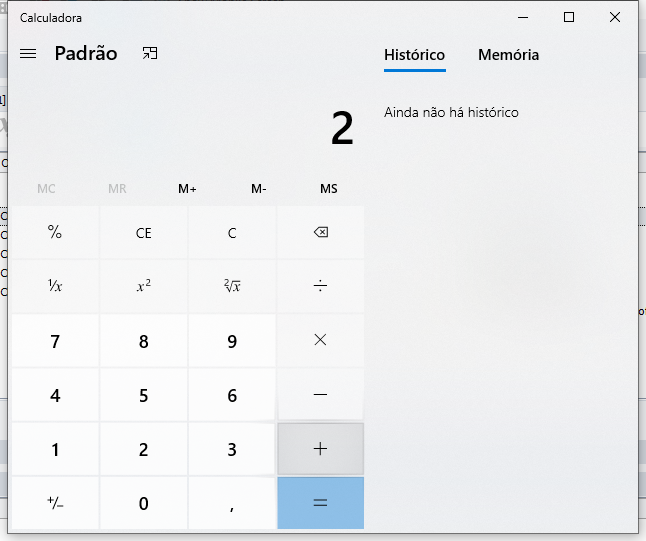 Calculadora
Padrão
Histórico Memória
Ainda não há histórico
2
MC MR M+ M- MS
% CE C
¹/x x² ²√x ÷
7 8 9 ×
4 5 6 −
1 2 3 +
+/− 0 , =